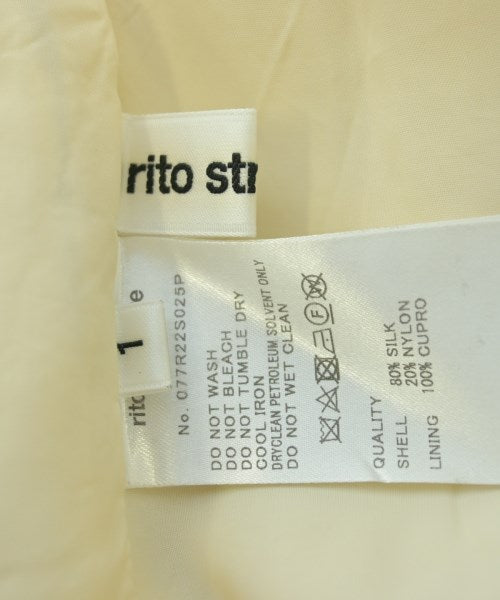 rito str
1
rito
e
No. 077R22S025P
DO NOT WASH
DO NOT BLEACH
DO NOT TUMBLE DRY
COOL IRON
DRYCLEAN PETROLEUM SOLVENT ONLY
DO NOT WET CLEAN
F W
QUALITY
SHELL 80% SILK
20% NYLON
LINING 100% CUPRO